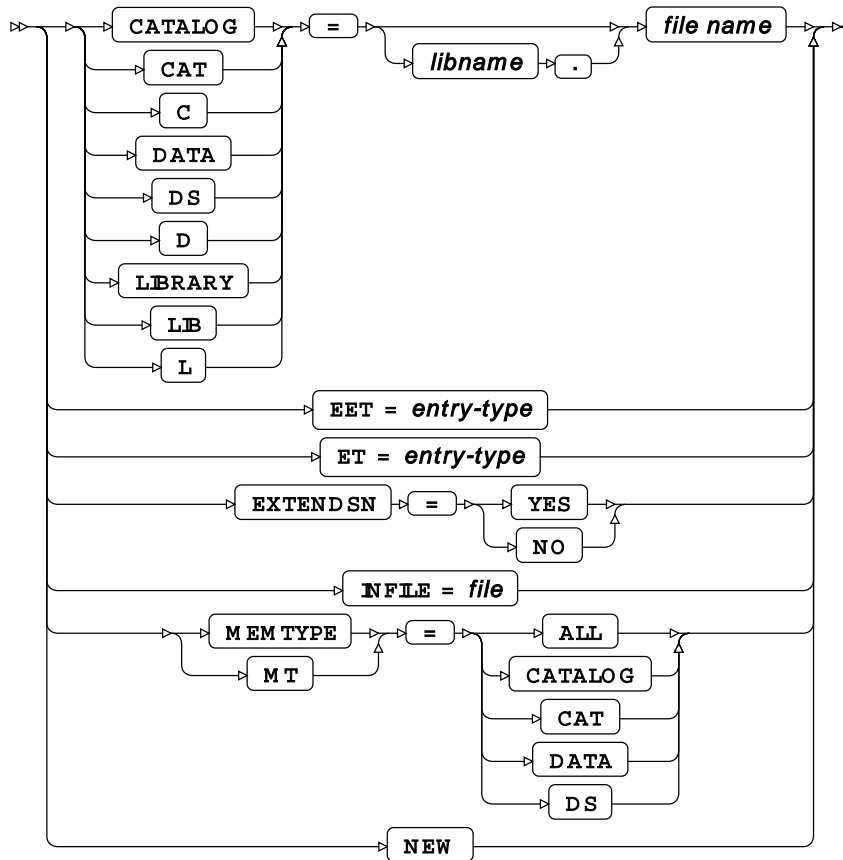 CATALOG = file name
libname .
CAT
C
DATA
DS
D
LIBRARY
LIB
L
EET = entry-type
ET = entry-type
EXTENDSN = YES
NO
INFILE = file
MEMTYPE = ALL
MT CATALOG
CAT
DATA
DS
NEW